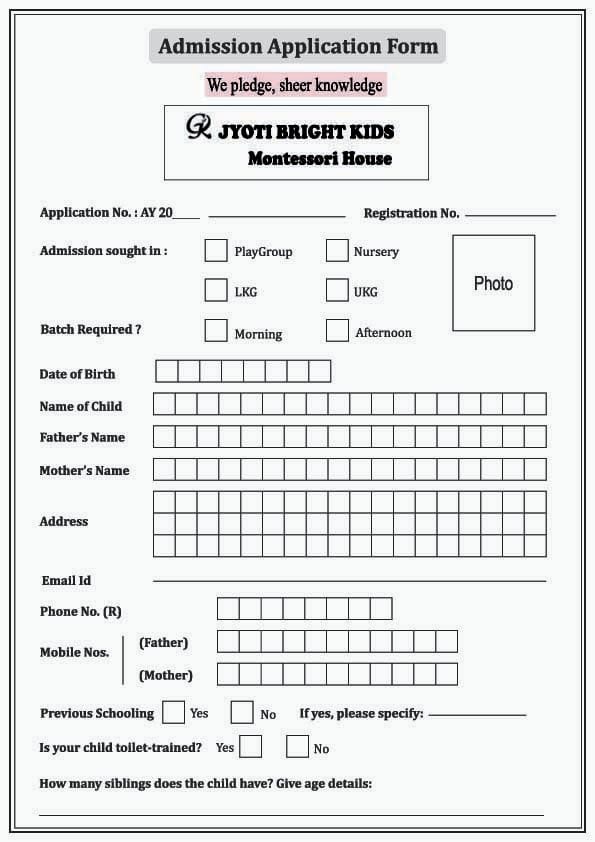 Admission Application Form
We pledge, sheer knowledge
JYOTI BRIGHT KIDS
Montessori House
Application No. : AY 20____ Registration No.
Admission sought in : PlayGroup Nursery
Photo
LKG UKG
Batch Required ? Morning Afternoon
Date of Birth
Name of Child
Father's Name
Mother's Name
Address
Email Id
Phone No. (R)
Mobile Nos. (Father)
(Mother)
Previous Schooling Yes No If yes, please specify:
Is your child toilet-trained? Yes No
How many siblings does the child have? Give age details: